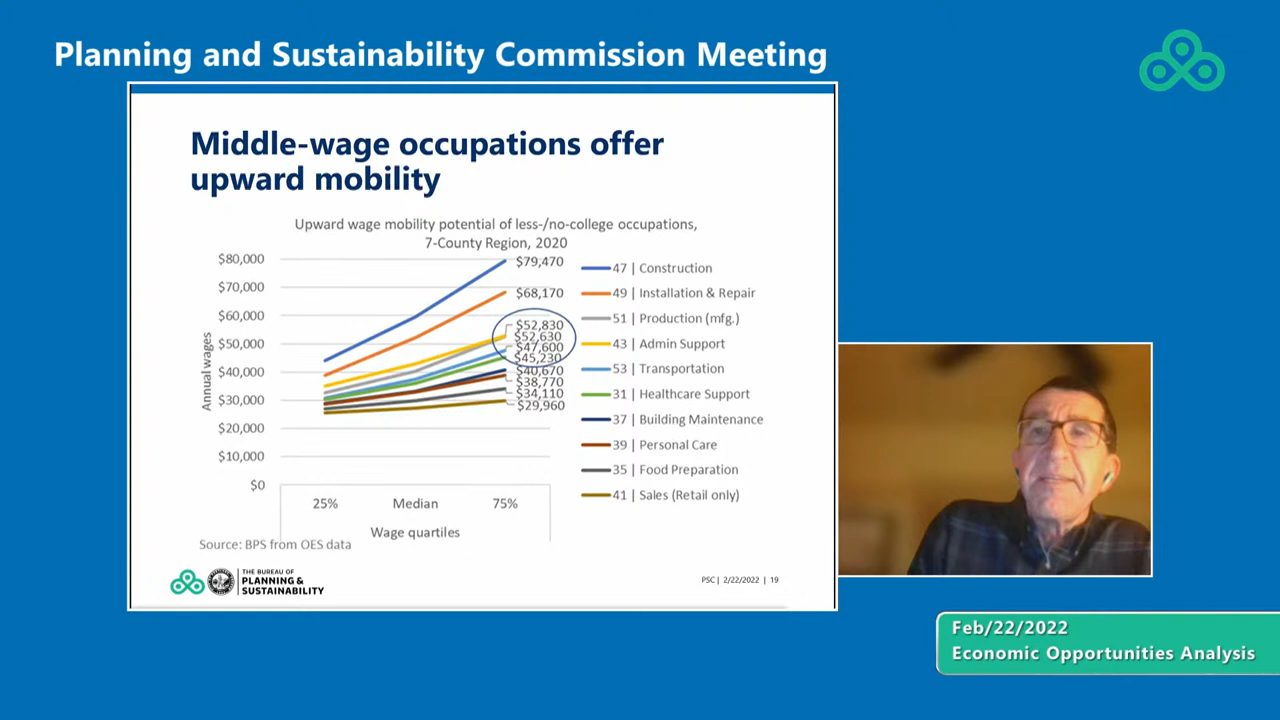 Planning and Sustainability Commission Meeting
Middle-wage occupations offer
upward mobility
Upward wage mobility potential of less-/no-college occupations,
7-County Region, 2020
Annual wages
$80,000
$70,000
$60,000
$50,000
$40,000
$30,000
$20,000
$10,000
$0
$79,470
$68,170
$52,830
$52,630
$47,600
$45,230
$40,670
$38,770
$34,110
$29,960
47 | Construction
49 | Installation & Repair
51 | Production (mfg.)
43 | Admin Support
53 | Transportation
31 | Healthcare Support
37 | Building Maintenance
39 | Personal Care
35 | Food Preparation
41 | Sales (Retail only)
25% Median 75%
Wage quartiles
Source: BPS from OES data
THE BUREAU OF
PLANNING &
SUSTAINABILITY
PSC | 2/22/2022 | 19
Feb/22/2022
Economic Opportunities Analysis